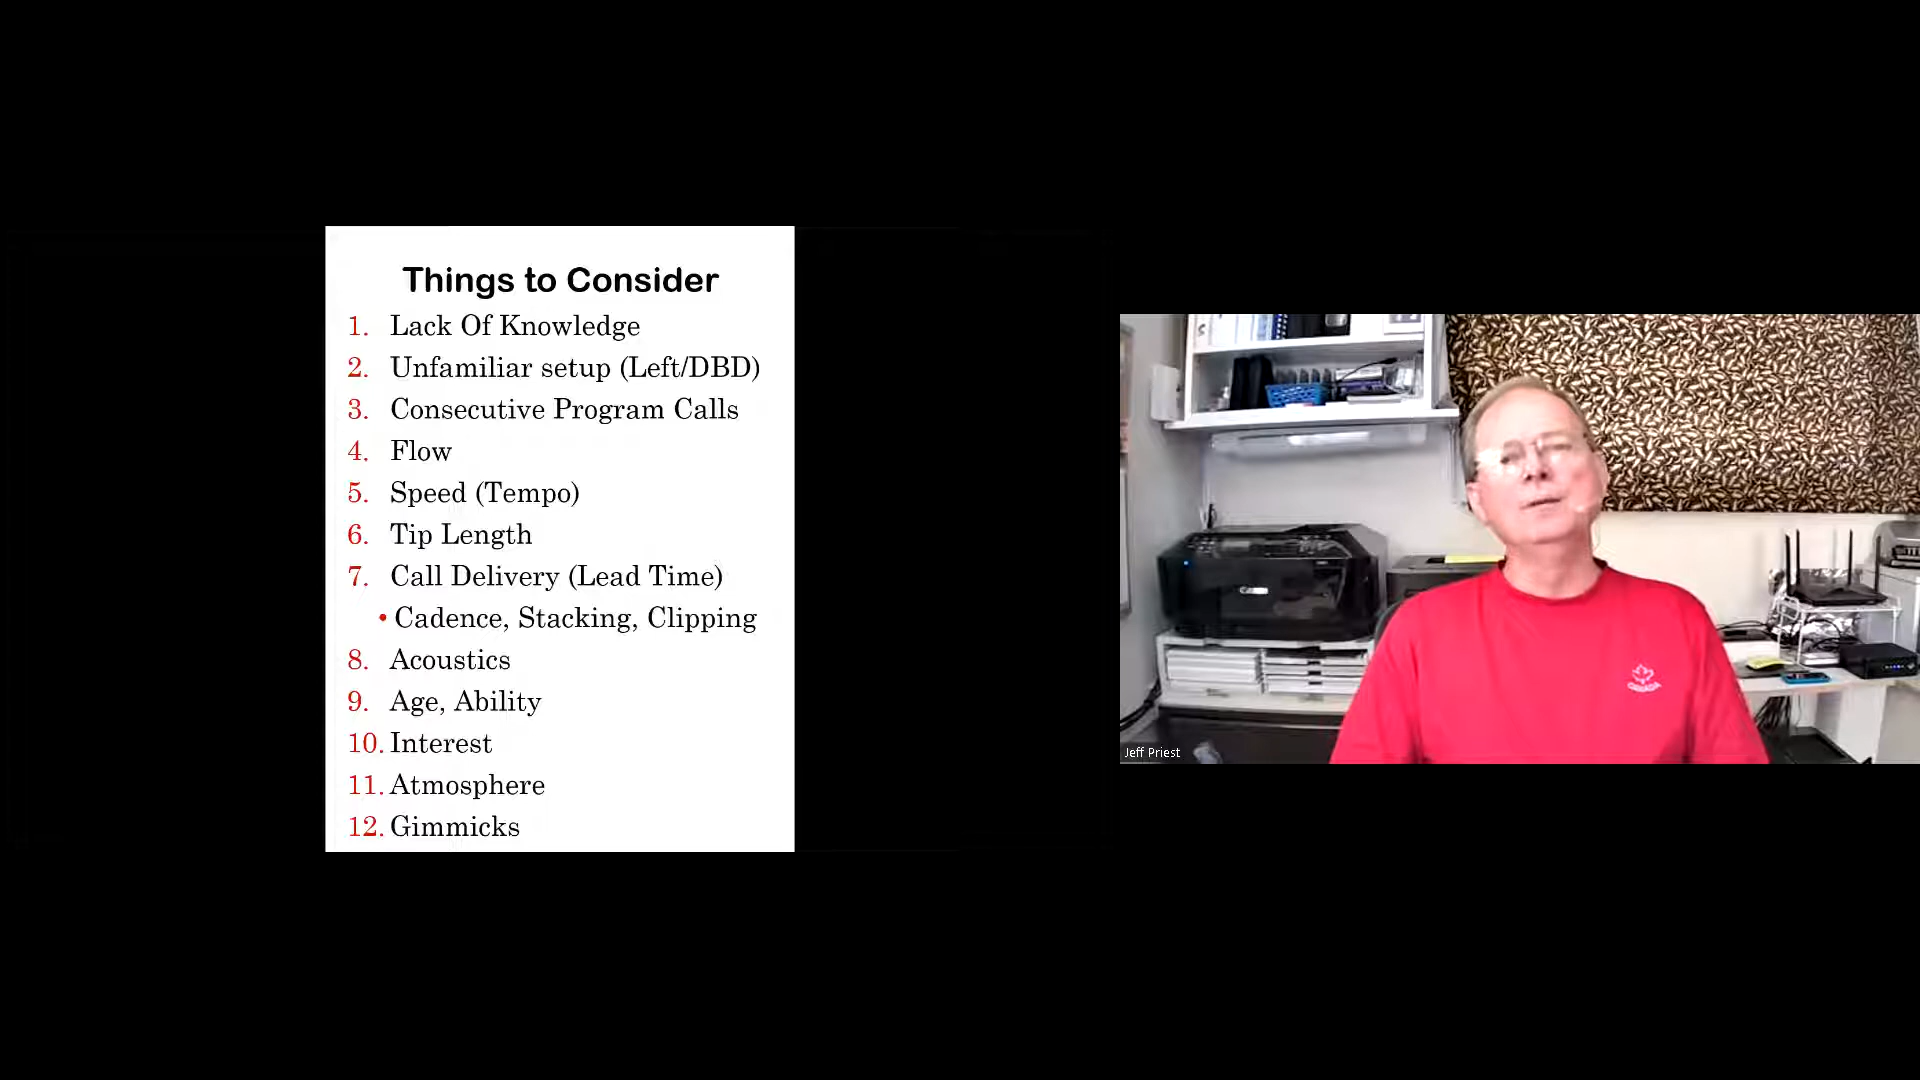 Things to Consider
1. Lack Of Knowledge
2. Unfamiliar setup (Left/DBD)
3. Consecutive Program Calls
4. Flow
5. Speed (Tempo)
6. Tip Length
7. Call Delivery (Lead Time)
• Cadence, Stacking, Clipping
8. Acoustics
9. Age, Ability
10. Interest
11. Atmosphere
12. Gimmicks
Canon
CANADA
Jeff Priest